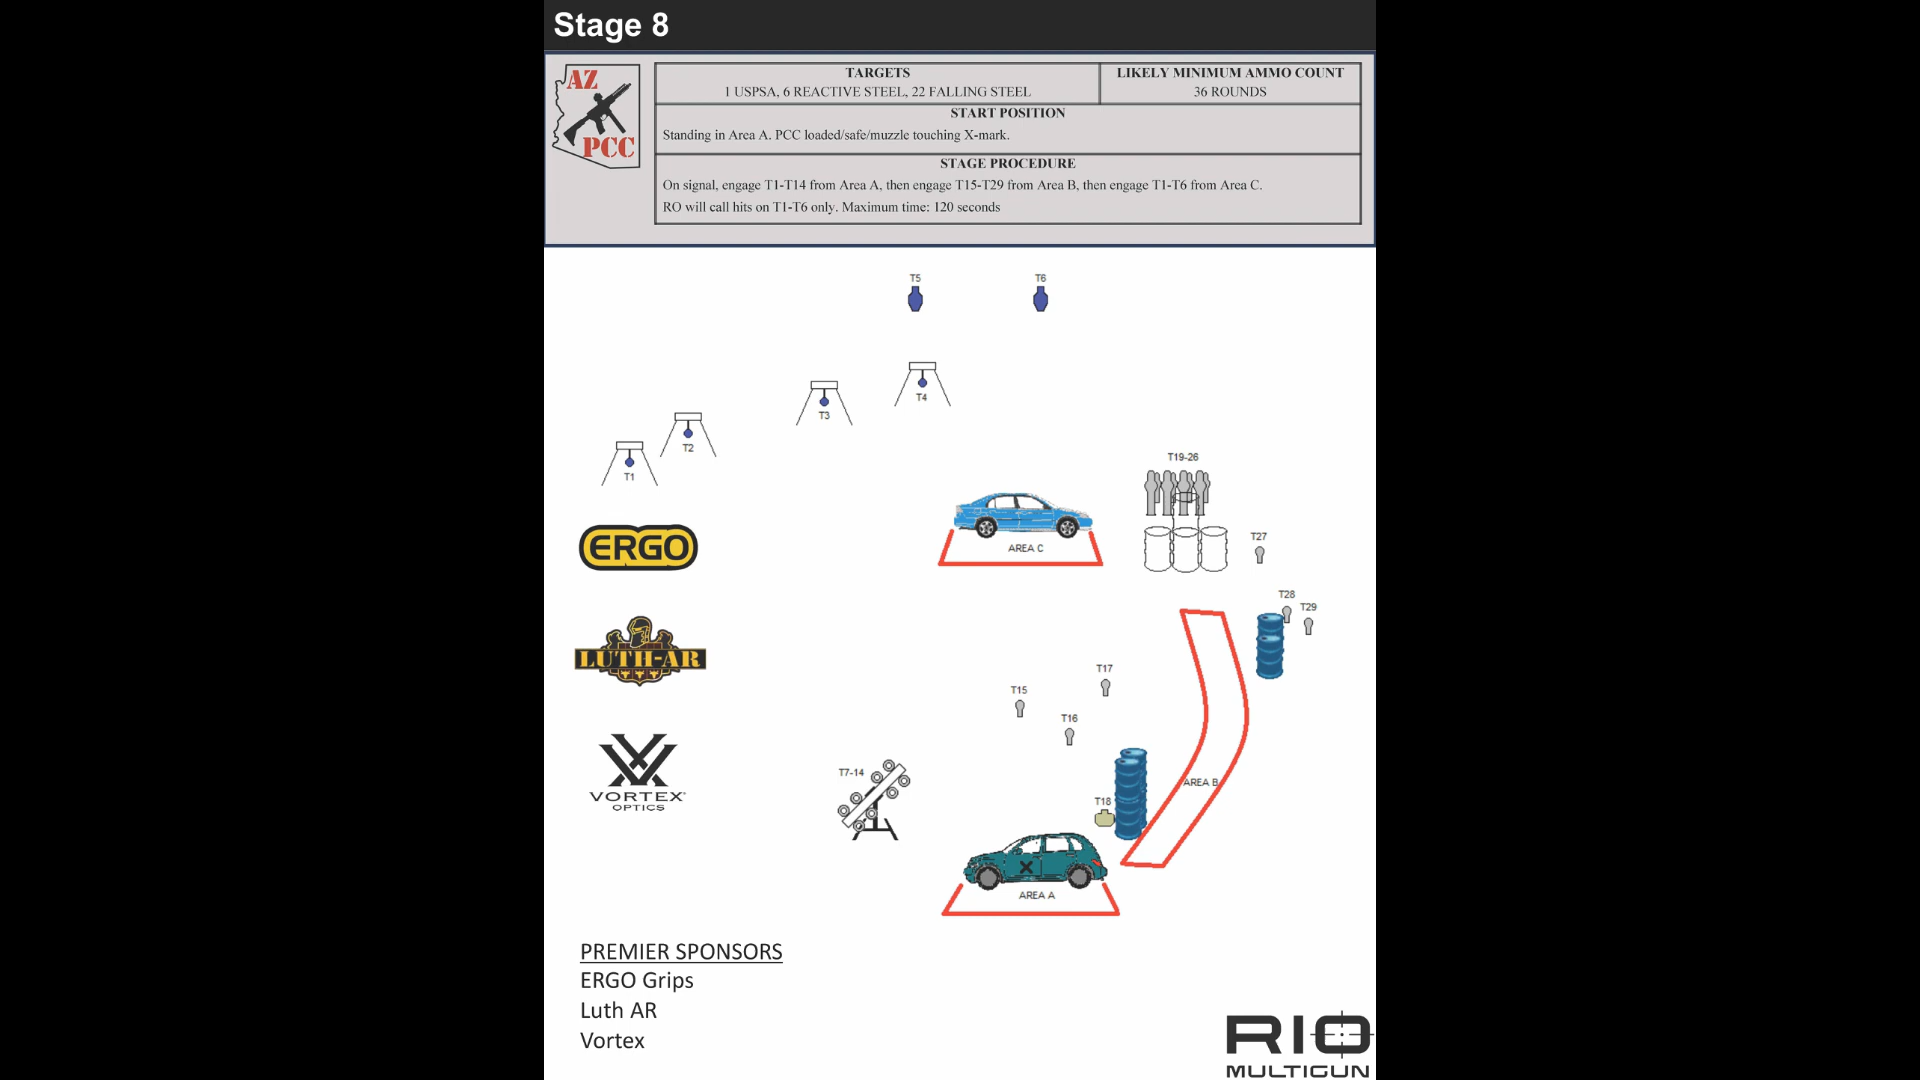 Stage 8
AZ
PCC
TARGETS
1 USPSA, 6 REACTIVE STEEL, 22 FALLING STEEL
LIKELY MINIMUM AMMO COUNT
36 ROUNDS
START POSITION
Standing in Area A. PCC loaded/safe/muzzle touching X-mark.
STAGE PROCEDURE
On signal, engage T1-T14 from Area A, then engage T15-T29 from Area B, then engage T1-T6 from Area C.
RO will call hits on T1-T6 only. Maximum time: 120 seconds
T5
T6
T4
T3
T2
T1
T19-26
ERGO
AREA C
T27
T28
T29
LUTH-AR
T17
T15
T16
VORTEX
OPTICS
T7-14
AREA B
T18
X
AREA A
PREMIER SPONSORS
ERGO Grips
Luth AR
Vortex
RIO
MULTIGUN